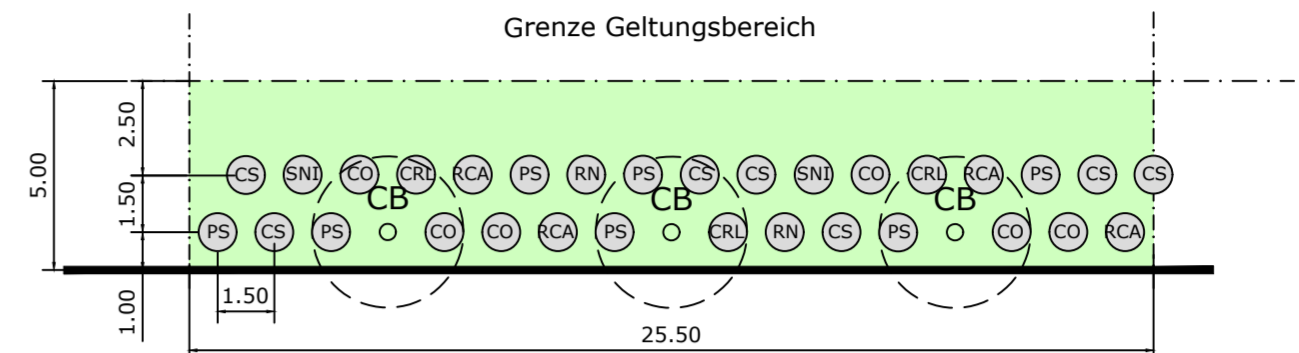 Grenze Geltungsbereich
2.50
5.00
1.50
CS SNI CO CRL RCA PS RN PS CS CS SNI CO CRL RCA PS CS CS
CB CB CB
PS CS PS CO CO RCA PS CRL RN CS PS CO CO RCA
1.00
1.50
25.50